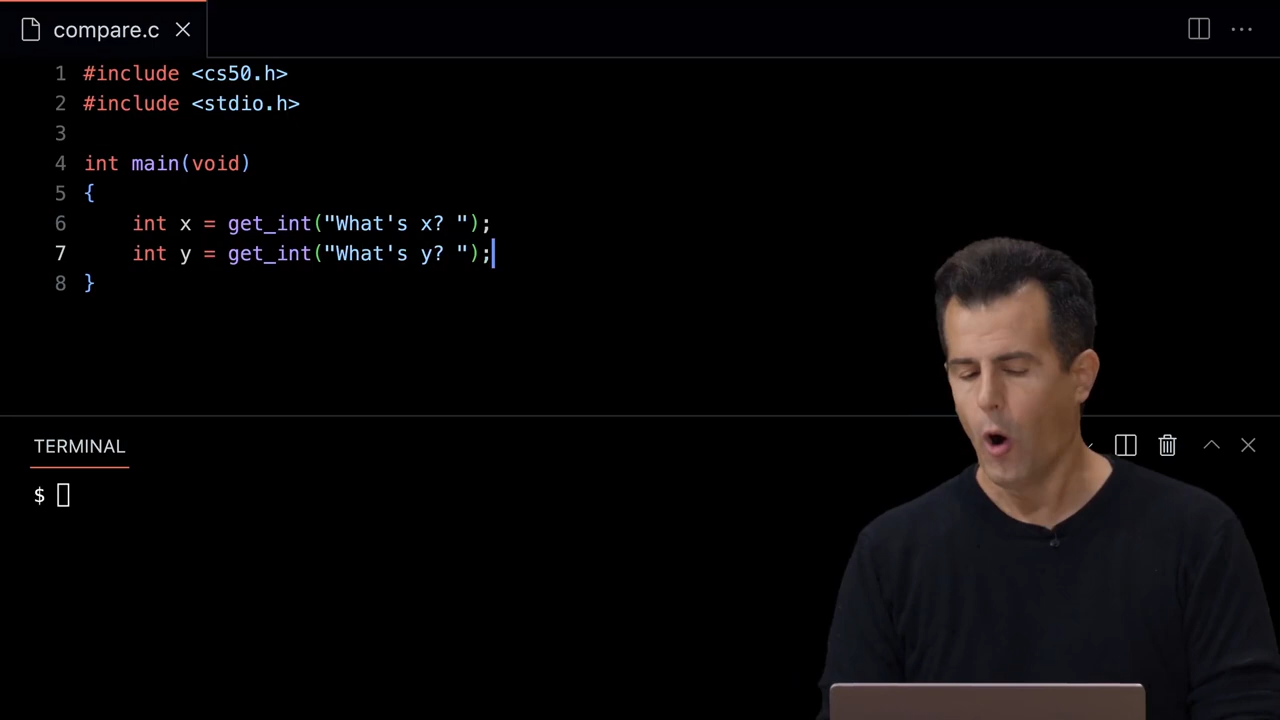 compare.c
1 #include <cs50.h>
2 #include <stdio.h>
3
4 int main(void)
5 {
6     int x = get_int("What's x? ");
7     int y = get_int("What's y? ");
8 }
TERMINAL
$